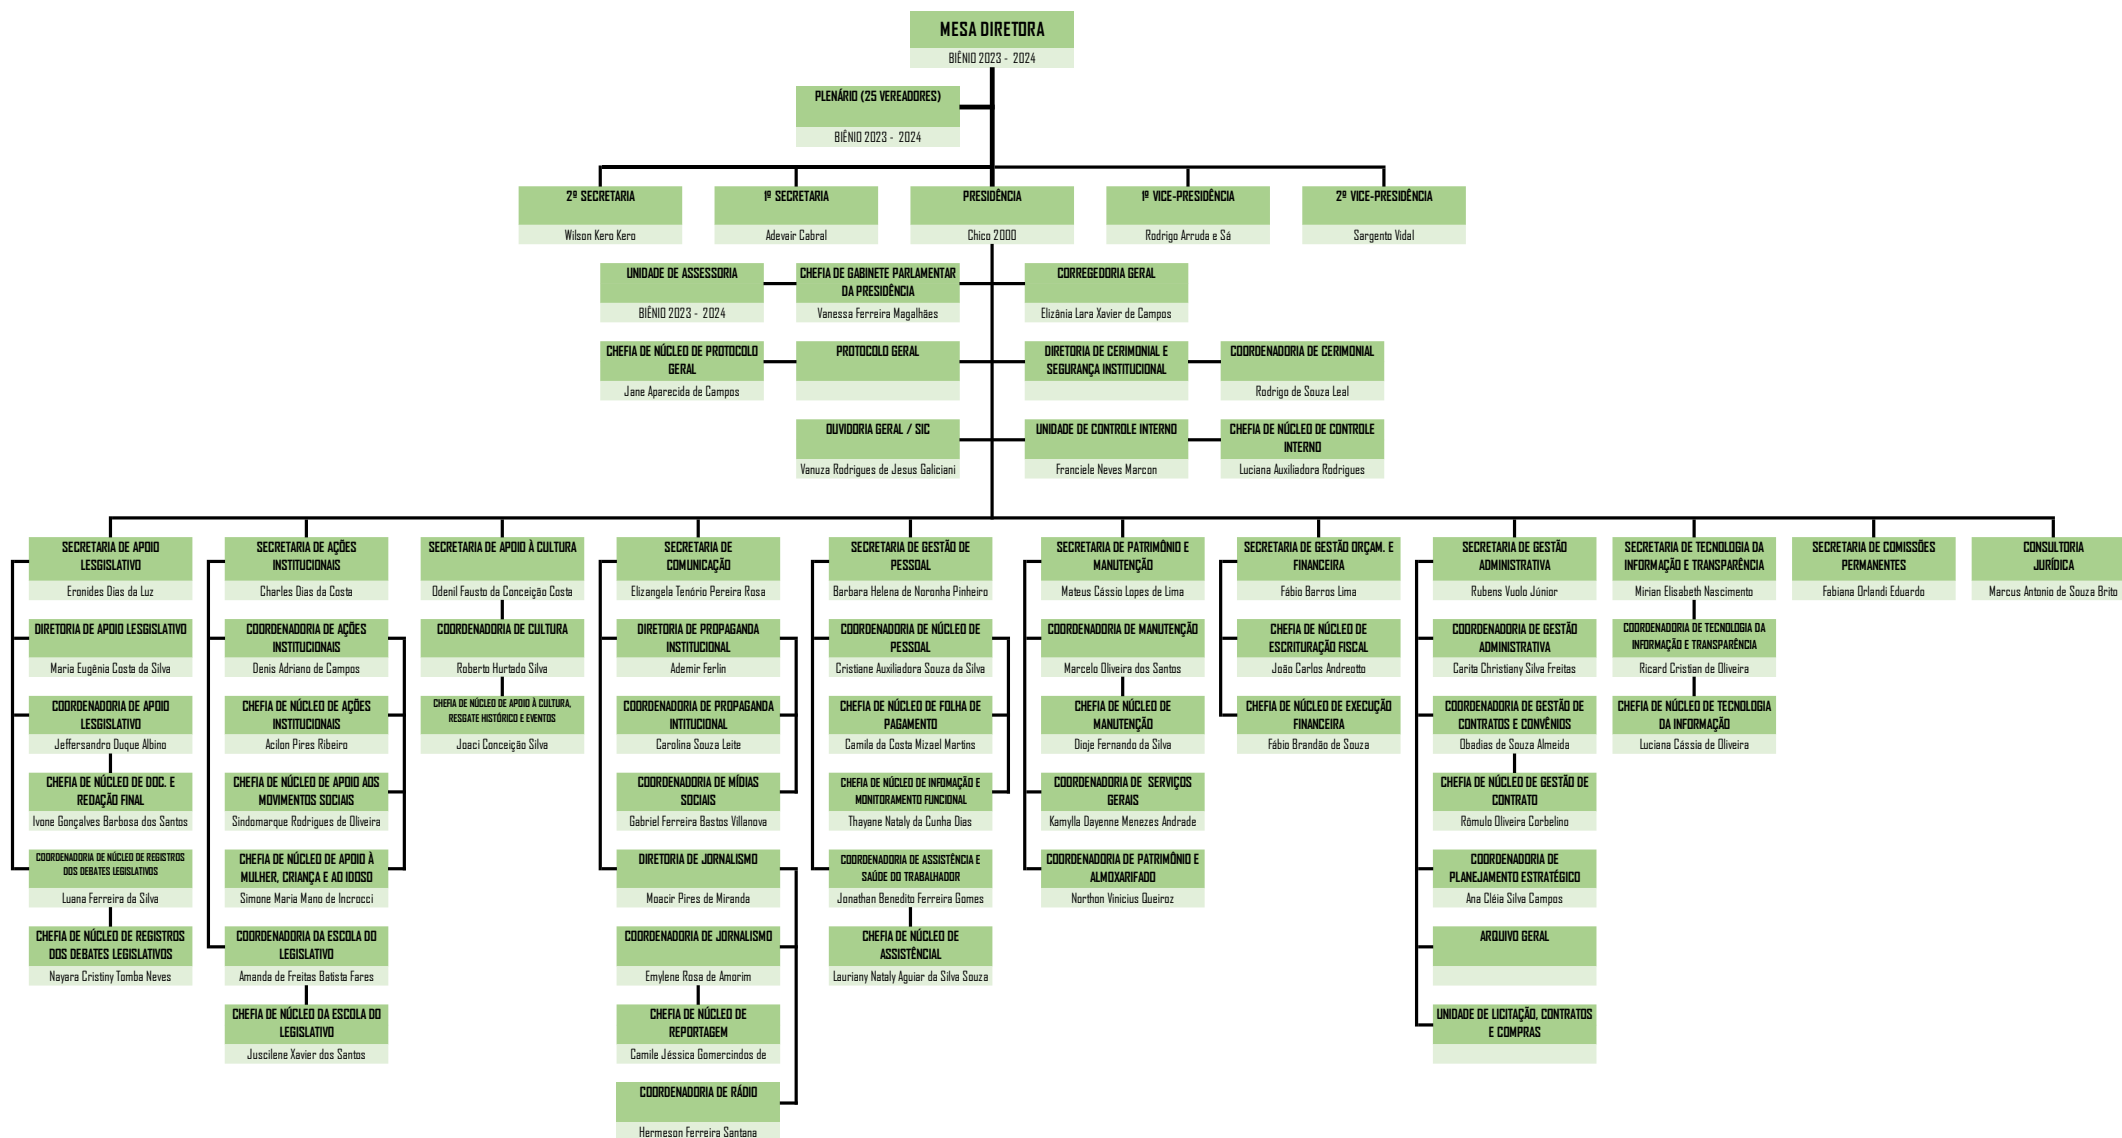 MESA DIRETORA
BIÊNIO 2023 - 2024
PLENÁRIO (25 VEREADORES)
BIÊNIO 2023 - 2024
2ª SECRETARIA
Wilson Kero Kero
1ª SECRETARIA
Adevair Cabral
PRESIDÊNCIA
Chico 2000
1ª VICE-PRESIDÊNCIA
Rodrigo Arruda e Sá
2ª VICE-PRESIDÊNCIA
Sargento Vidal
UNIDADE DE ASSESSORIA
BIÊNIO 2023 - 2024
CHEFIA DE GABINETE PARLAMENTAR
DA PRESIDÊNCIA
Vanessa Ferreira Magalhães
CORREGEDORIA GERAL
Elizânia Lara Xavier de Campos
CHEFIA DE NÚCLEO DE PROTOCOLO
GERAL
Jane Aparecida de Campos
PROTOCOLO GERAL
DIRETORIA DE CERIMONIAL E
SEGURANÇA INSTITUCIONAL
COORDENADORIA DE CERIMONIAL
Rodrigo de Souza Leal
OUVIDORIA GERAL / SIC
Vanuza Rodrigues de Jesus Galiciani
UNIDADE DE CONTROLE INTERNO
Franciele Neves Marcon
CHEFIA DE NÚCLEO DE CONTROLE
INTERNO
Luciana Auxiliadora Rodrigues
SECRETARIA DE APOIO
LESGISLATIVO
Eronides Dias da Luz
DIRETORIA DE APOIO LESGISLATIVO
Maria Eugênia Costa da Silva
COORDENADORIA DE APOIO
LESGISLATIVO
Jeffersandro Duque Albino
CHEFIA DE NÚCLEO DE DOC. E
REDAÇÃO FINAL
Ivone Gonçalves Barbosa dos Santos
COORDENADORIA DE NÚCLEO DE REGISTROS
DOS DEBATES LEGISLATIVOS
Luana Ferreira da Silva
CHEFIA DE NÚCLEO DE REGISTROS
DOS DEBATES LEGISLATIVOS
Nayara Cristiny Tomba Neves
SECRETARIA DE AÇÕES
INSTITUCIONAIS
Charles Dias da Costa
COORDENADORIA DE AÇÕES
INSTITUCIONAIS
Denis Adriano de Campos
CHEFIA DE NÚCLEO DE AÇÕES
INSTITUCIONAIS
Acilon Pires Ribeiro
CHEFIA DE NÚCLEO DE APOIO AOS
MOVIMENTOS SOCIAIS
Sindomarque Rodrigues de Oliveira
CHEFIA DE NÚCLEO DE APOIO À
MULHER, CRIANÇA E AO IDOSO
Simone Maria Mano de Incrocci
COORDENADORIA DA ESCOLA DO
LEGISLATIVO
Amanda de Freitas Batista Fares
CHEFIA DE NÚCLEO DA ESCOLA DO
LEGISLATIVO
Juscilene Xavier dos Santos
SECRETARIA DE APOIO À CULTURA
Odenil Fausto da Conceição Costa
COORDENADORIA DE CULTURA
Roberto Hurtado Silva
CHEFIA DE NÚCLEO DE APOIO À CULTURA,
RESGATE HISTÓRICO E EVENTOS
Joaci Conceição Silva
SECRETARIA DE
COMUNICAÇÃO
Elizangela Tenório Pereira Rosa
DIRETORIA DE PROPAGANDA
INSTITUCIONAL
Ademir Ferlin
COORDENADORIA DE PROPAGANDA
INTITUCIONAL
Carolina Souza Leite
COORDENADORIA DE MÍDIAS
SOCIAIS
Gabriel Ferreira Bastos Villanova
DIRETORIA DE JORNALISMO
Moacir Pires de Miranda
COORDENADORIA DE JORNALISMO
Emylene Rosa de Amorim
CHEFIA DE NÚCLEO DE
REPORTAGEM
Camile Jéssica Gomercindos de
COORDENADORIA DE RÁDIO
Hermeson Ferreira Santana
SECRETARIA DE GESTÃO DE
PESSOAL
Barbara Helena de Noronha Pinheiro
COORDENADORIA DE NÚCLEO DE
PESSOAL
Cristiane Auxiliadora Souza da Silva
CHEFIA DE NÚCLEO DE FOLHA DE
PAGAMENTO
Camila da Costa Mizael Martins
CHEFIA DE NÚCLEO DE INFOMAÇÃO E
MONITORAMENTO FUNCIONAL
Thayane Nataly da Cunha Dias
COORDENADORIA DE ASSISTÊNCIA E
SAÚDE DO TRABALHADOR
Jonathan Benedito Ferreira Gomes
CHEFIA DE NÚCLEO DE
ASSISTÊNCIAL
Lauriany Nataly Aguiar da Silva Souza
SECRETARIA DE PATRIMÔNIO E
MANUTENÇÃO
Mateus Cássio Lopes de Lima
COORDENADORIA DE MANUTENÇÃO
Marcelo Oliveira dos Santos
CHEFIA DE NÚCLEO DE
MANUTENÇÃO
Dioje Fernando da Silva
COORDENADORIA DE SERVIÇOS
GERAIS
Kamylla Dayenne Menezes Andrade
COORDENADORIA DE PATRIMÔNIO E
ALMOXARIFADO
Northon Vinicius Queiroz
SECRETARIA DE GESTÃO ORÇAM. E
FINANCEIRA
Fábio Barros Lima
CHEFIA DE NÚCLEO DE
ESCRITURAÇÃO FISCAL
João Carlos Andreotto
CHEFIA DE NÚCLEO DE EXECUÇÃO
FINANCEIRA
Fábio Brandão de Souza
SECRETARIA DE GESTÃO
ADMINISTRATIVA
Rubens Vuolo Júnior
COORDENADORIA DE GESTÃO
ADMINISTRATIVA
Carita Christiany Silva Freitas
COORDENADORIA DE GESTÃO DE
CONTRATOS E CONVÊNIOS
Obadias de Souza Almeida
CHEFIA DE NÚCLEO DE GESTÃO DE
CONTRATO
Rômulo Oliveira Corbelino
COORDENADORIA DE
PLANEJAMENTO ESTRATÉGICO
Ana Cléia Silva Campos
ARQUIVO GERAL
UNIDADE DE LICITAÇÃO, CONTRATOS
E COMPRAS
SECRETARIA DE TECNOLOGIA DA
INFORMAÇÃO E TRANSPARÊNCIA
Mirian Elisabeth Nascimento
COORDENADORIA DE TECNOLOGIA DA
INFORMAÇÃO E TRANSPARÊNCIA
Ricard Cristian de Oliveira
CHEFIA DE NÚCLEO DE TECNOLOGIA
DA INFORMAÇÃO
Luciana Cássia de Oliveira
SECRETARIA DE COMISSÕES
PERMANENTES
Fabiana Orlandi Eduardo
CONSULTORIA
JURÍDICA
Marcus Antonio de Souza Brito